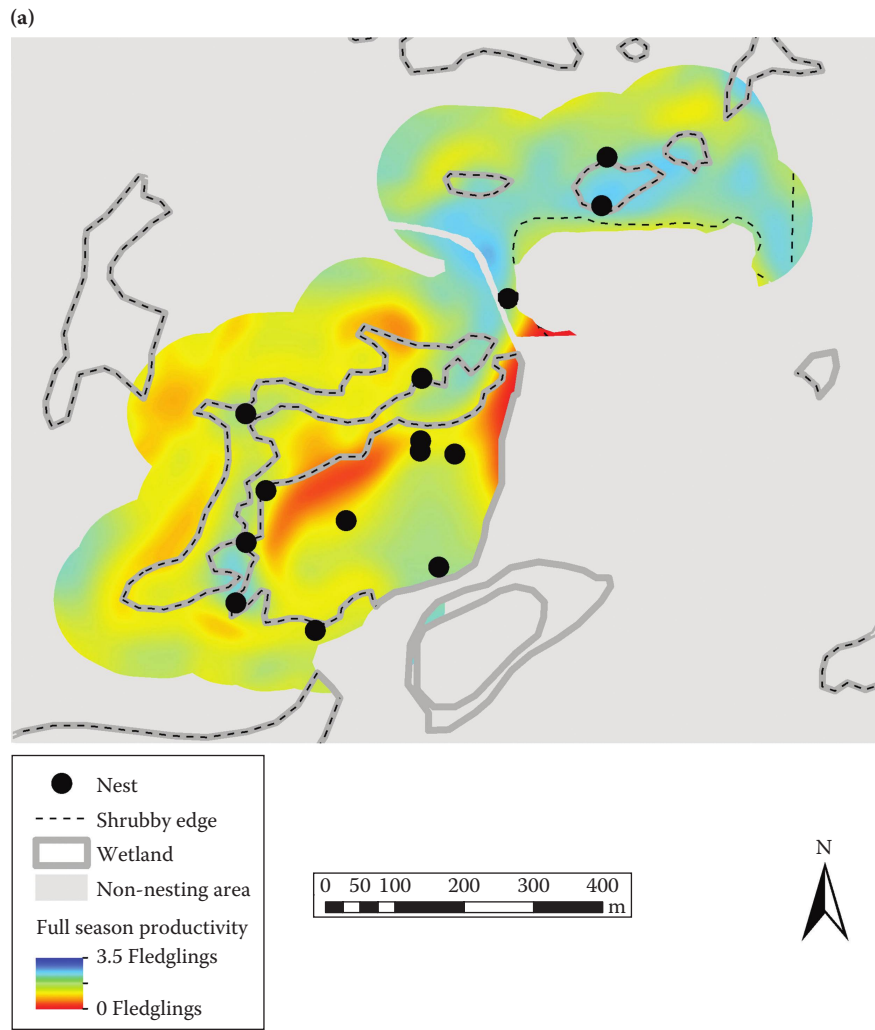 (a)
Nest
Shrubby edge
Wetland
Non-nesting area
Full season productivity
3.5 Fledglings
0 Fledglings
0 50 100 200 300 400
m
N